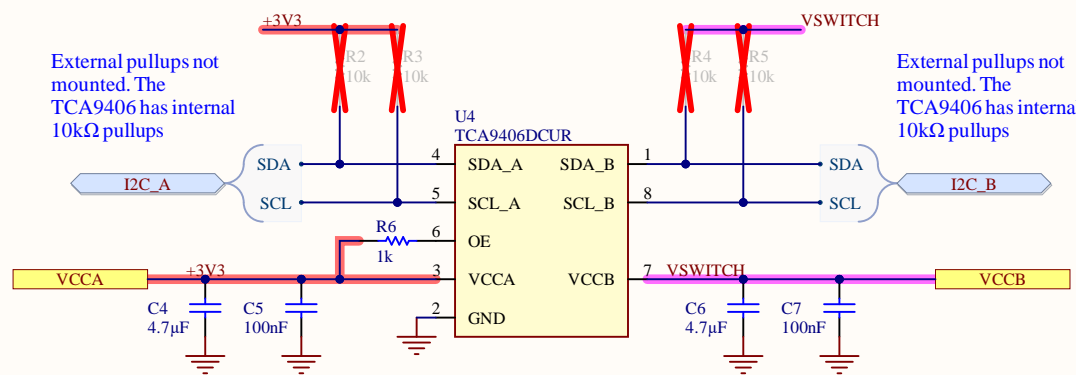 +3V3
VSWITCH
R2
10k
R3
10k
R4
10k
R5
10k
External pullups not
mounted. The
TCA9406 has internal
10kΩ pullups
External pullups not
mounted. The
TCA9406 has interna
10kΩ pullups
U4
TCA9406DCUR
I2C_A
SDA
SCL
4
5
6
3
2
SDA_A
SCL_A
OE
VCCA
GND
SDA_B
SCL_B
VCCB
1
8
7
SDA
SCL
I2C_B
R6
1k
VCCA
+3V3
VSWITCH
VCCB
C4
4.7µF
C5
100nF
C6
4.7µF
C7
100nF